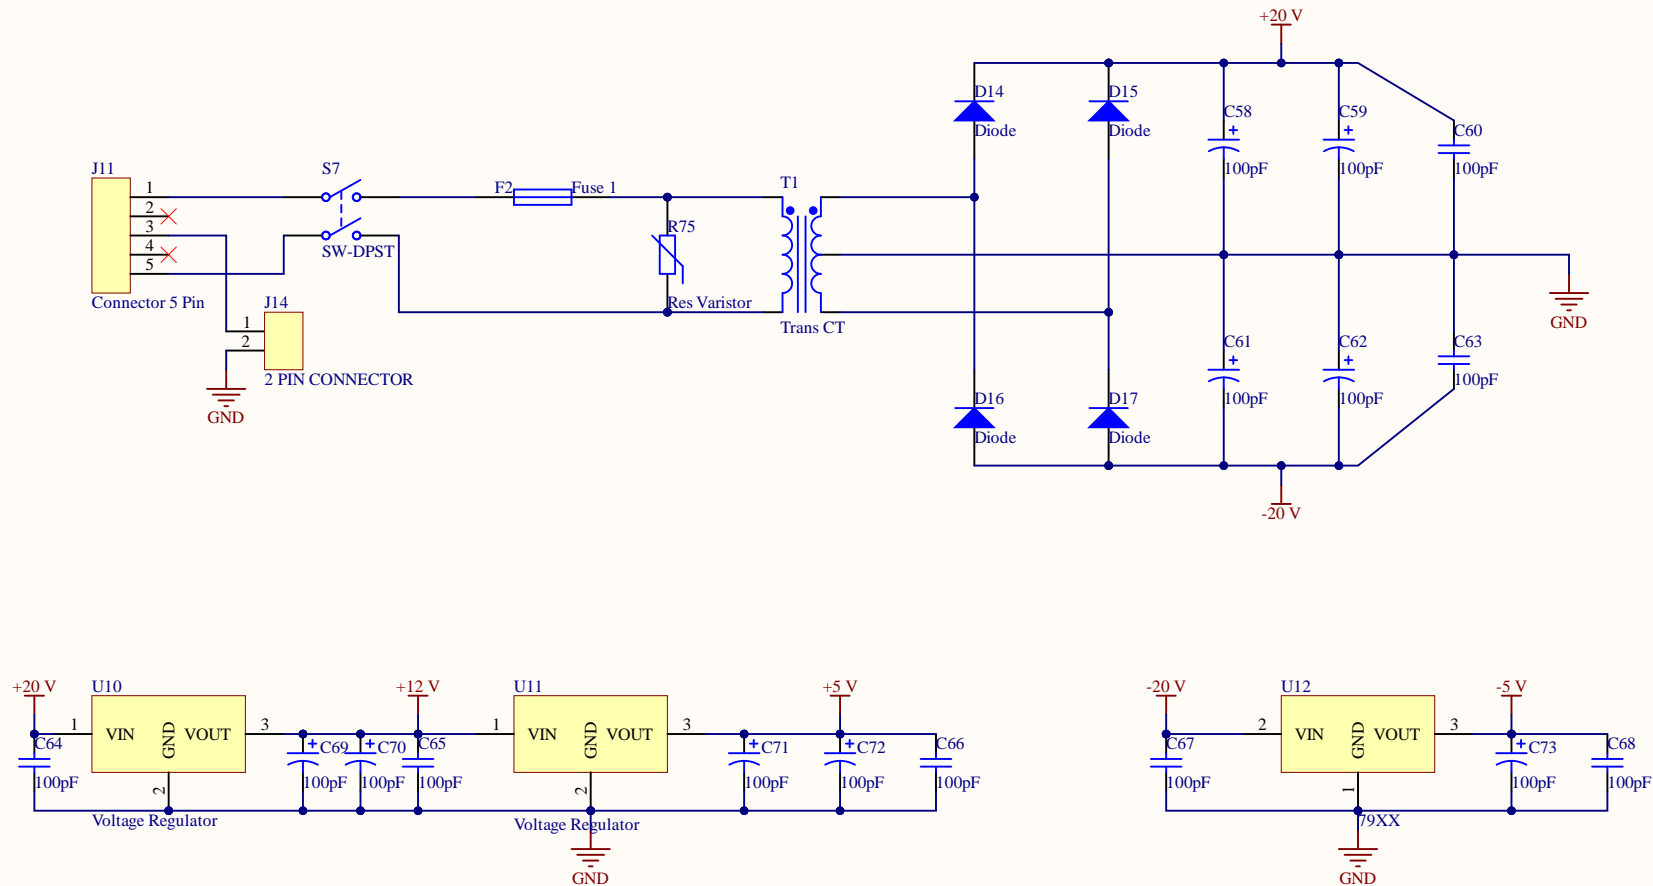 +20 V
D14
Diode
D15
Diode
C58
+
100pF
C59
+
100pF
C60
100pF
J11
1
2
3
4
5
Connector 5 Pin
S7
SW-DPST
F2
Fuse 1
R75
Res Varistor
T1
Trans CT
GND
J14
1
2
2 PIN CONNECTOR
GND
C61
+
100pF
C62
+
100pF
C63
100pF
D16
Diode
D17
Diode
-20 V
+20 V
U10
1
VIN
GND
VOUT
3
2
C64
100pF
Voltage Regulator
+12 V
+
C69
100pF
+
C70
100pF
C65
100pF
U11
1
VIN
GND
VOUT
3
2
Voltage Regulator
GND
+5 V
+
C71
100pF
+
C72
100pF
C66
100pF
-20 V
C67
100pF
U12
2
VIN
GND
VOUT
3
1
79XX
GND
-5 V
+
C73
100pF
C68
100pF